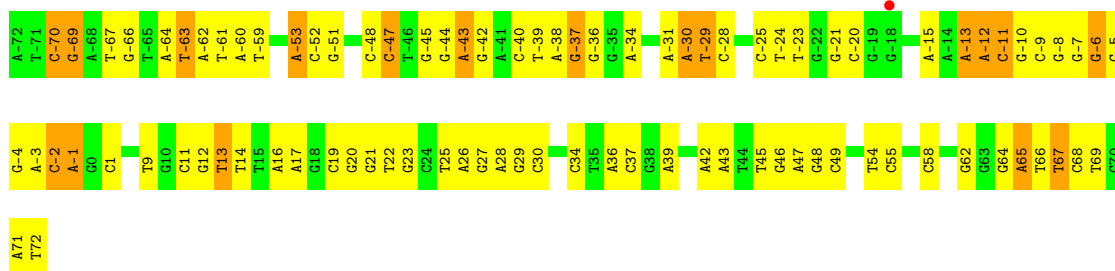 A-72 T-71 C-70 G-69 A-68 T-67 G-66 T-65 A-64 T-63 A-62 T-61 A-60 T-59 A-53 C-52 G-51 C-48 C-47 T-46 G-45 G-44 A-43 G-42 A-41 C-40 T-39 A-38 G-37 G-36 G-35 A-34 A-31 A-30 T-29 C-28 C-25 T-24 T-23 G-22 G-21 C-20 G-19 G-18 A-15 A-14 A-13 A-12 C-11 G-10 C-9 G-8 G-7 G-6 G-5
G-4 A-3 C-2 A-1 G0 C1 T9 G10 C11 G12 T13 T14 T15 A16 A17 G18 C19 G20 G21 T22 G23 C24 T25 A26 G27 A28 G29 C30 C34 T35 A36 C37 G38 A39 A42 A43 T44 T45 G46 A47 G48 C49 T54 C55 C58 G62 G63 G64 A65 T66 T67 C68 T69 G70
A71 T72